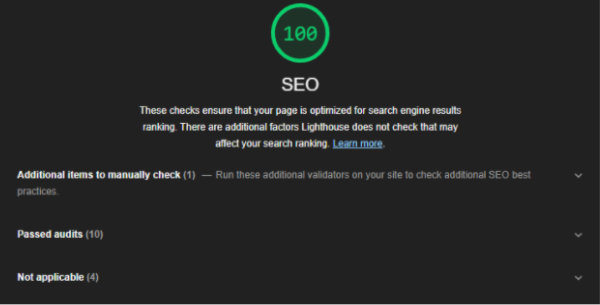 100
SEO
These checks ensure that your page is optimized for search engine results
ranking. There are additional factors Lighthouse does not check that may
affect your search ranking. Learn more.
Additional items to manually check (1) — Run these additional validators on your site to check additional SEO best
practices.
Passed audits (10)
Not applicable (4)